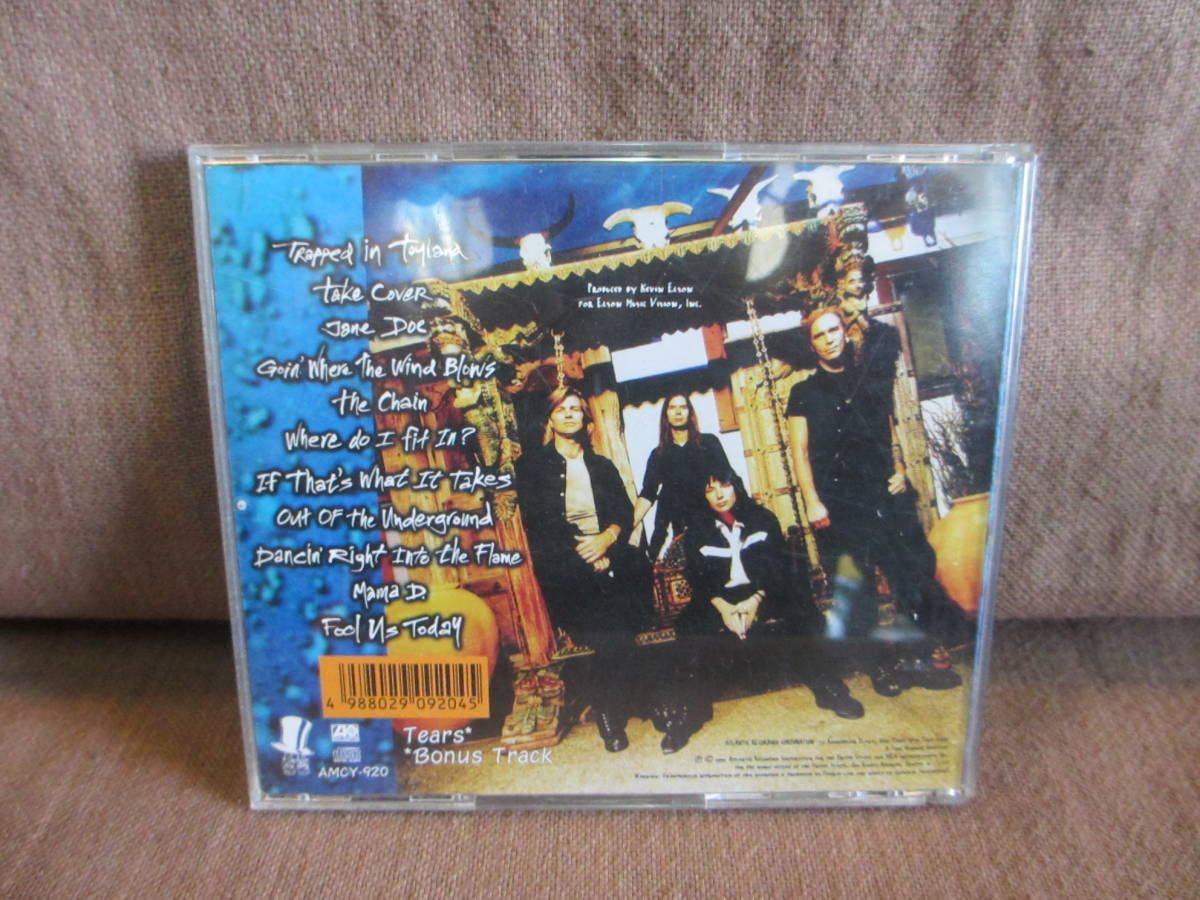 Trapped in Toyland
Take Cover
Jane Doe
Goin' Where The Wind Blows
The Chain
Where do I fit In?
If That's What It Takes
Out Of the Underground
Dancin' Right Into the Flame
Mama D.
Fool Us Today
Produced by Kevin Elson
for Elson Music Vision, Inc.
4 988029 092045
Tears*
*Bonus Track
AMCY-920